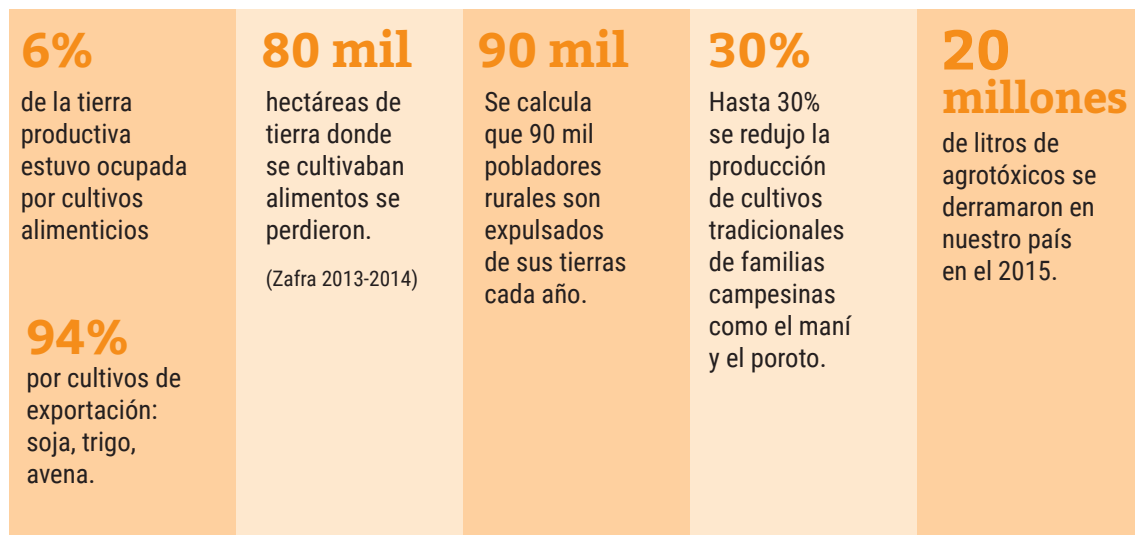 6%
de la tierra
productiva
estuvo ocupada
por cultivos
alimenticios
94%
por cultivos de
exportación:
soja, trigo,
avena.
80 mil
hectáreas de
tierra donde
se cultivaban
alimentos se
perdieron.
(Zafra 2013-2014)
90 mil
Se calcula
que 90 mil
pobladores
rurales son
expulsados
de sus tierras
cada año.
30%
Hasta 30%
se redujo la
producción
de cultivos
tradicionales
de familias
campesinas
como el maní
y el poroto.
20
millones
de litros de
agrotóxicos se
derramaron en
nuestro país
en el 2015.